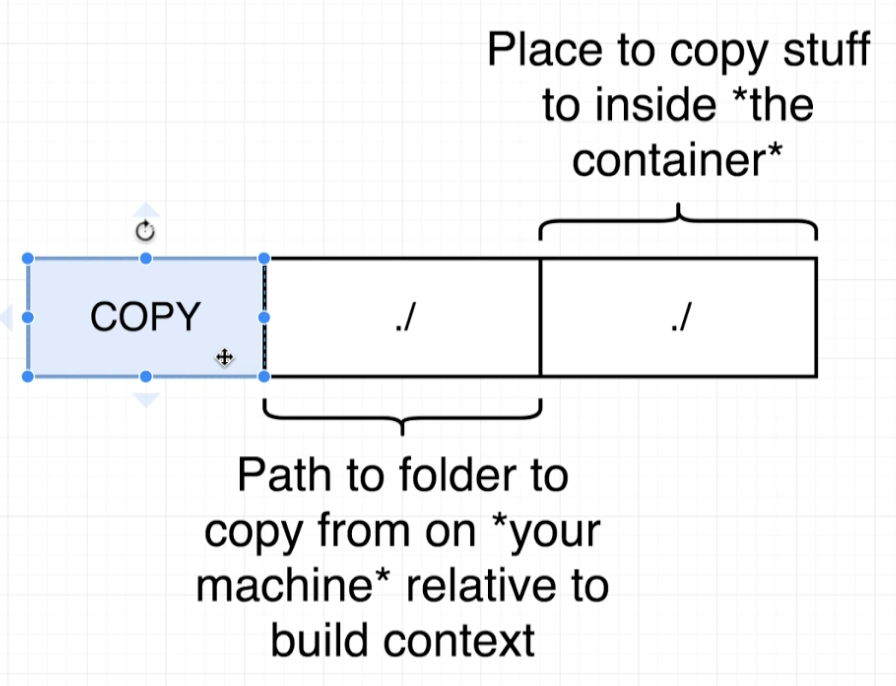 Place to copy stuff
to inside *the
container*
COPY
./
./
Path to folder to
copy from on *your
machine* relative to
build context